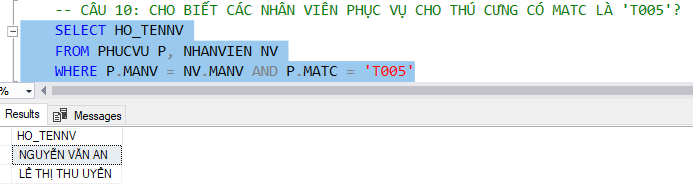 -- CÂU 10: CHO BIẾT CÁC NHÂN VIÊN PHỤC VỤ CHO THÚ CƯNG CÓ MATC LÀ 'T005'?
SELECT HO_TENNV
FROM PHUCVU P, NHANVIEN NV
WHERE P.MANV = NV.MANV AND P.MATC = 'T005'
%
Results Messages
HO_TENNV
NGUYỄN VĂN AN
LÊ THỊ THU UYÊN